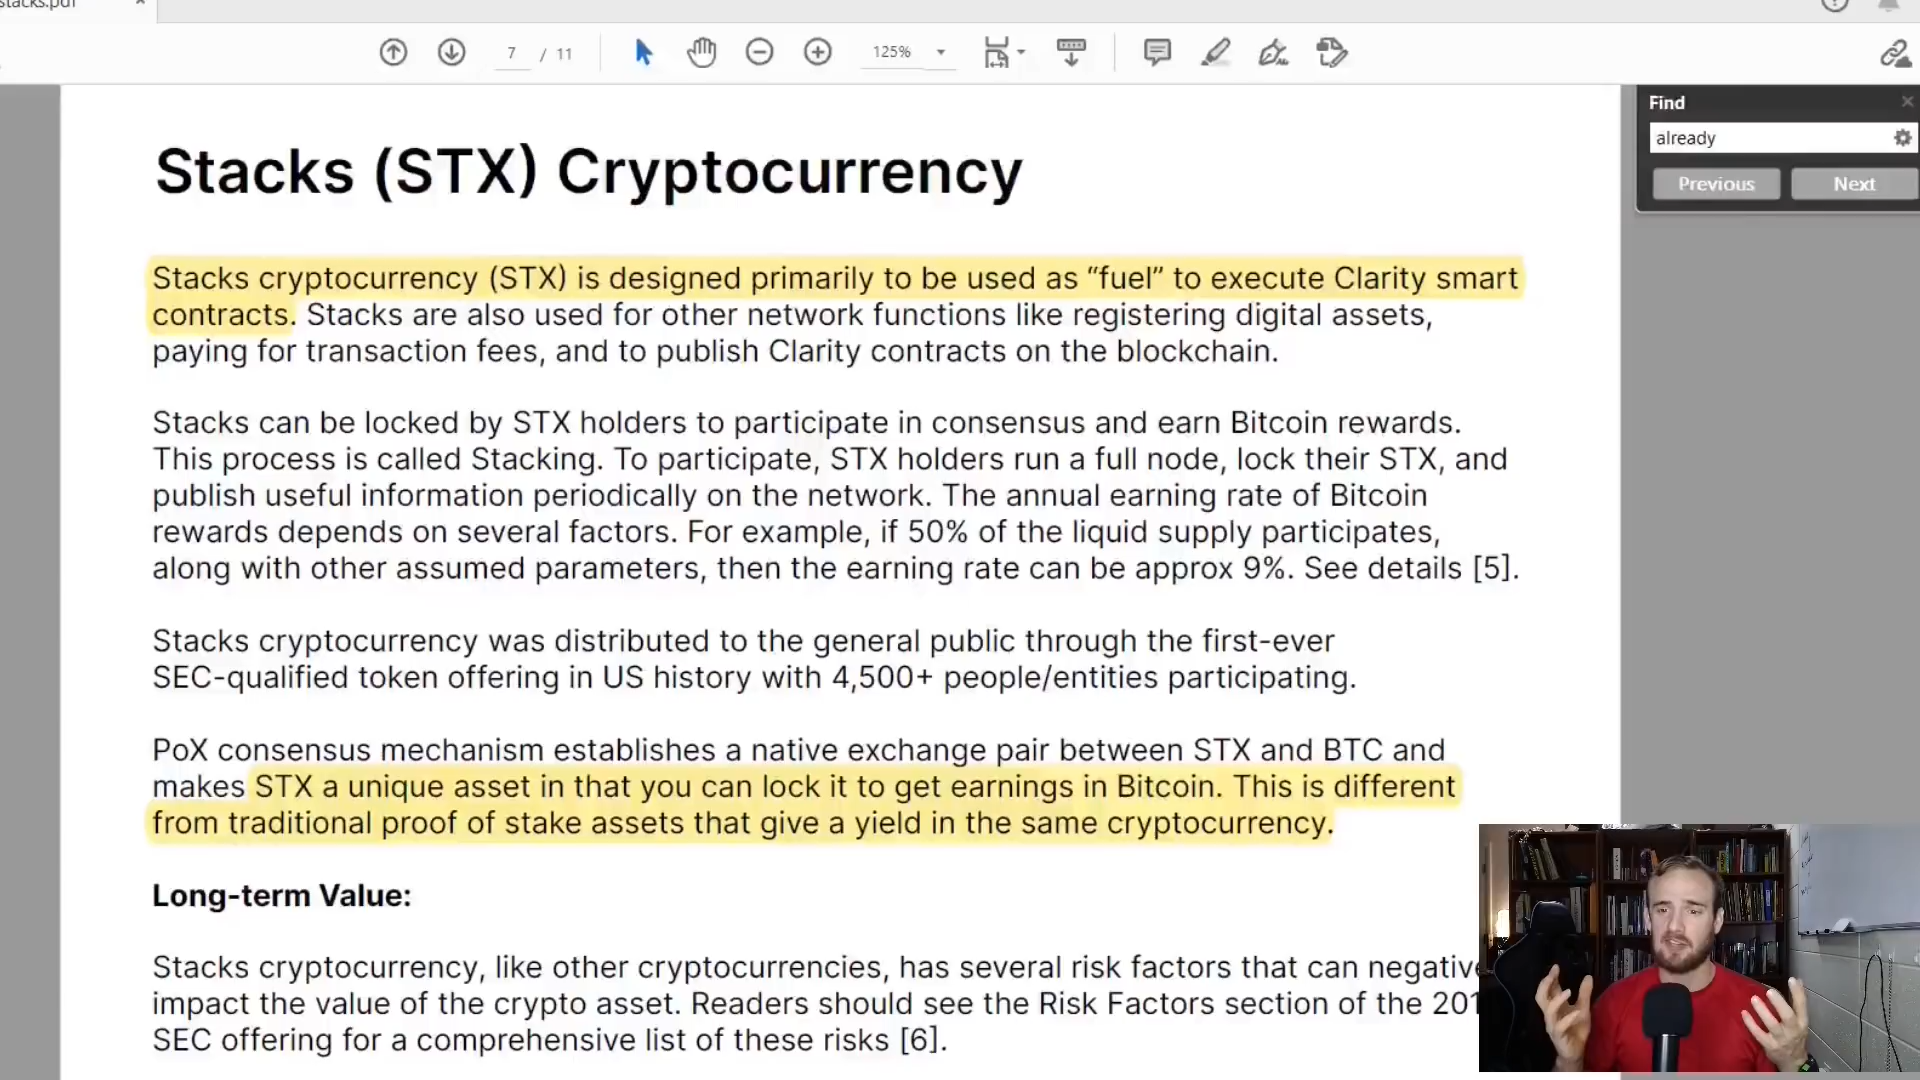 stacks.pdf
7 / 11
125%
Find
already
Previous Next
Stacks (STX) Cryptocurrency
Stacks cryptocurrency (STX) is designed primarily to be used as “fuel” to execute Clarity smart
contracts. Stacks are also used for other network functions like registering digital assets,
paying for transaction fees, and to publish Clarity contracts on the blockchain.
Stacks can be locked by STX holders to participate in consensus and earn Bitcoin rewards.
This process is called Stacking. To participate, STX holders run a full node, lock their STX, and
publish useful information periodically on the network. The annual earning rate of Bitcoin
rewards depends on several factors. For example, if 50% of the liquid supply participates,
along with other assumed parameters, then the earning rate can be approx 9%. See details [5].
Stacks cryptocurrency was distributed to the general public through the first-ever
SEC-qualified token offering in US history with 4,500+ people/entities participating.
PoX consensus mechanism establishes a native exchange pair between STX and BTC and
makes STX a unique asset in that you can lock it to get earnings in Bitcoin. This is different
from traditional proof of stake assets that give a yield in the same cryptocurrency.
Long-term Value:
Stacks cryptocurrency, like other cryptocurrencies, has several risk factors that can negative
impact the value of the crypto asset. Readers should see the Risk Factors section of the 201
SEC offering for a comprehensive list of these risks [6].